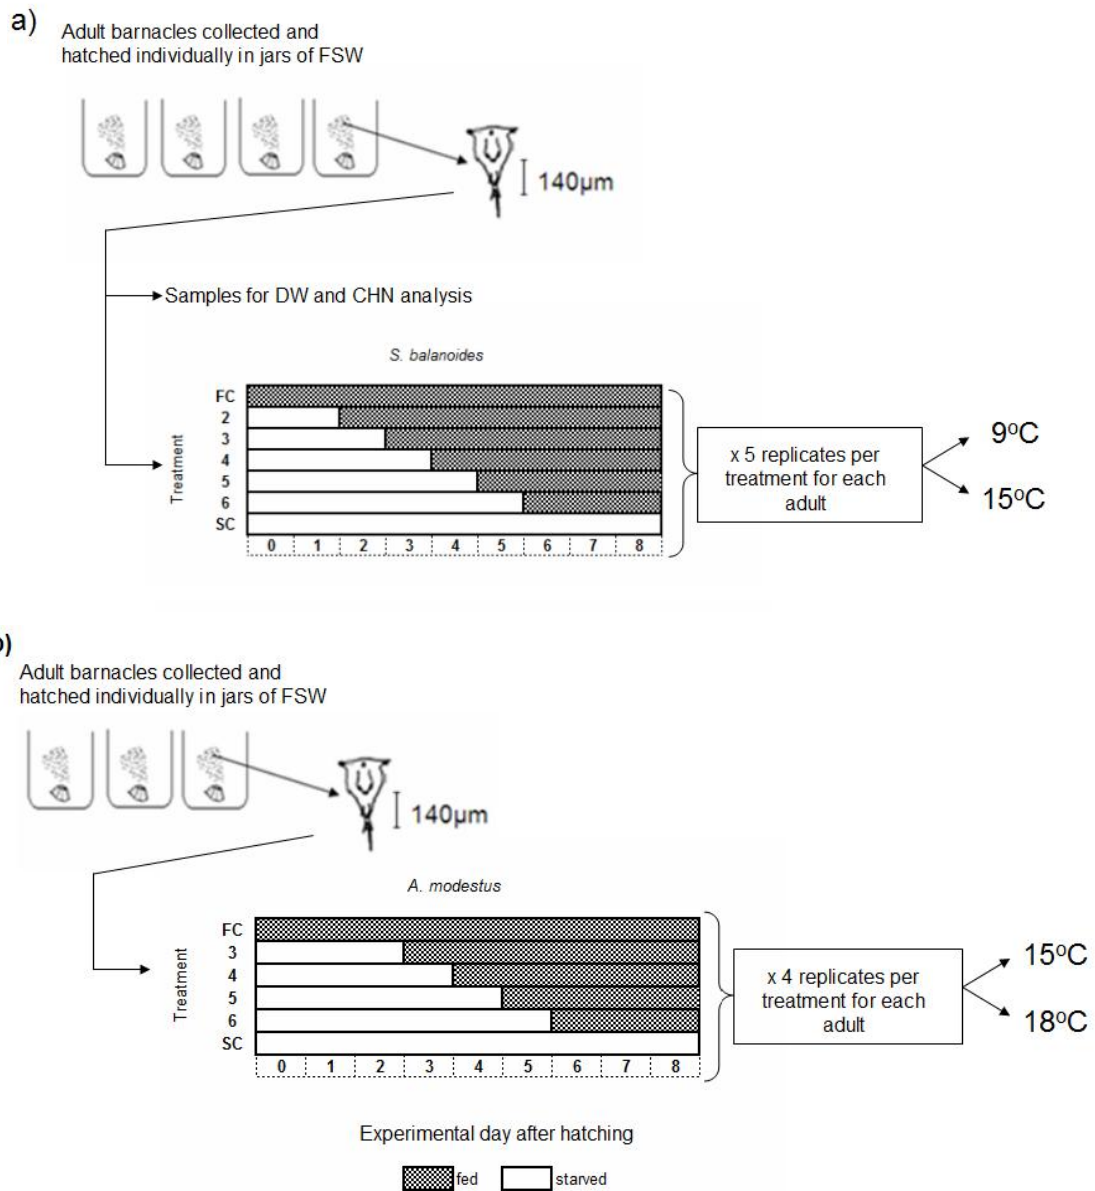 a)
Adult barnacles collected and
hatched individually in jars of FSW
140µm
Samples for DW and CHN analysis
S. balanoides
Treatment
FC
2
3
4
5
6
SC
0 1 2 3 4 5 6 7 8
x 5 replicates per
treatment for each
adult
9ºC
15ºC
)
Adult barnacles collected and
hatched individually in jars of FSW
140µm
A. modestus
Treatment
FC
3
4
5
6
SC
0 1 2 3 4 5 6 7 8
x 4 replicates per
treatment for each
adult
15ºC
18ºC
Experimental day after hatching
fed starved